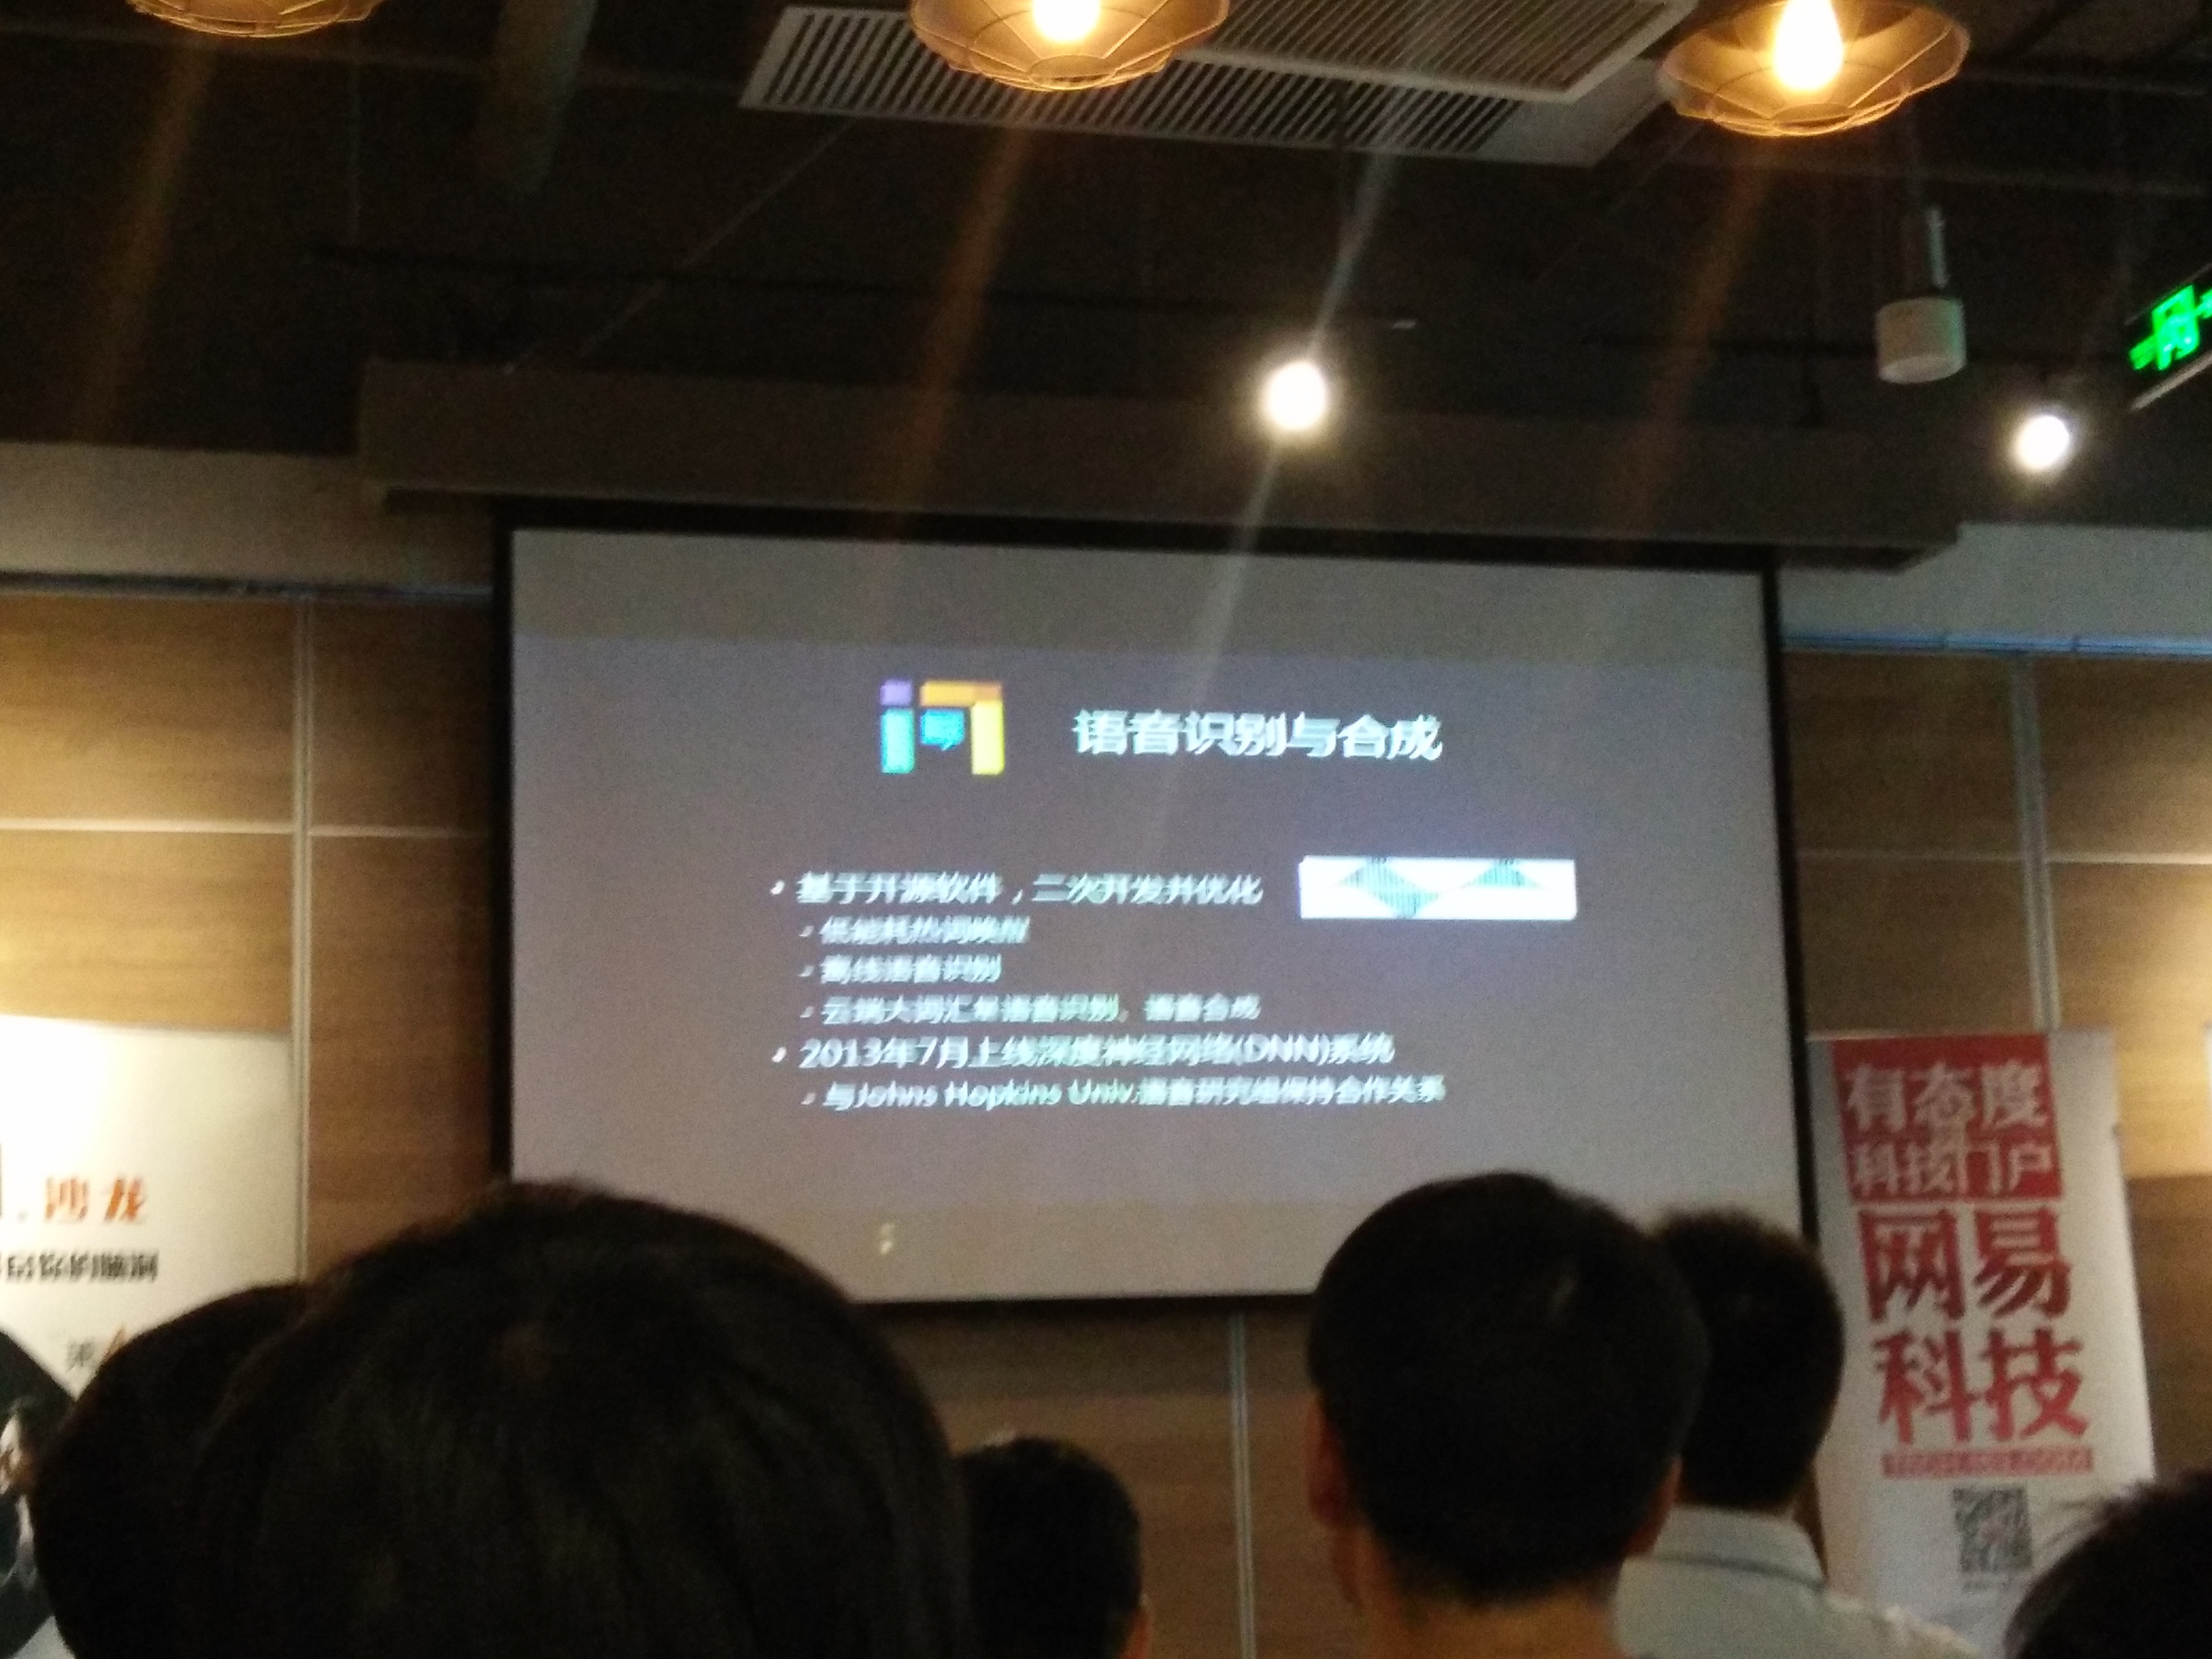 语音识别与合成
• 基于开源软件，二次开发并优化
- 低能耗热词唤醒
- 离线语音识别
- 云端大词汇量语音识别、语音合成
• 2013年7月上线深度神经网络(DNN)系统
- 与Johns Hopkins Univ.语音研究组保持合作关系
沙龙
有态度
科技门户
网易
科技